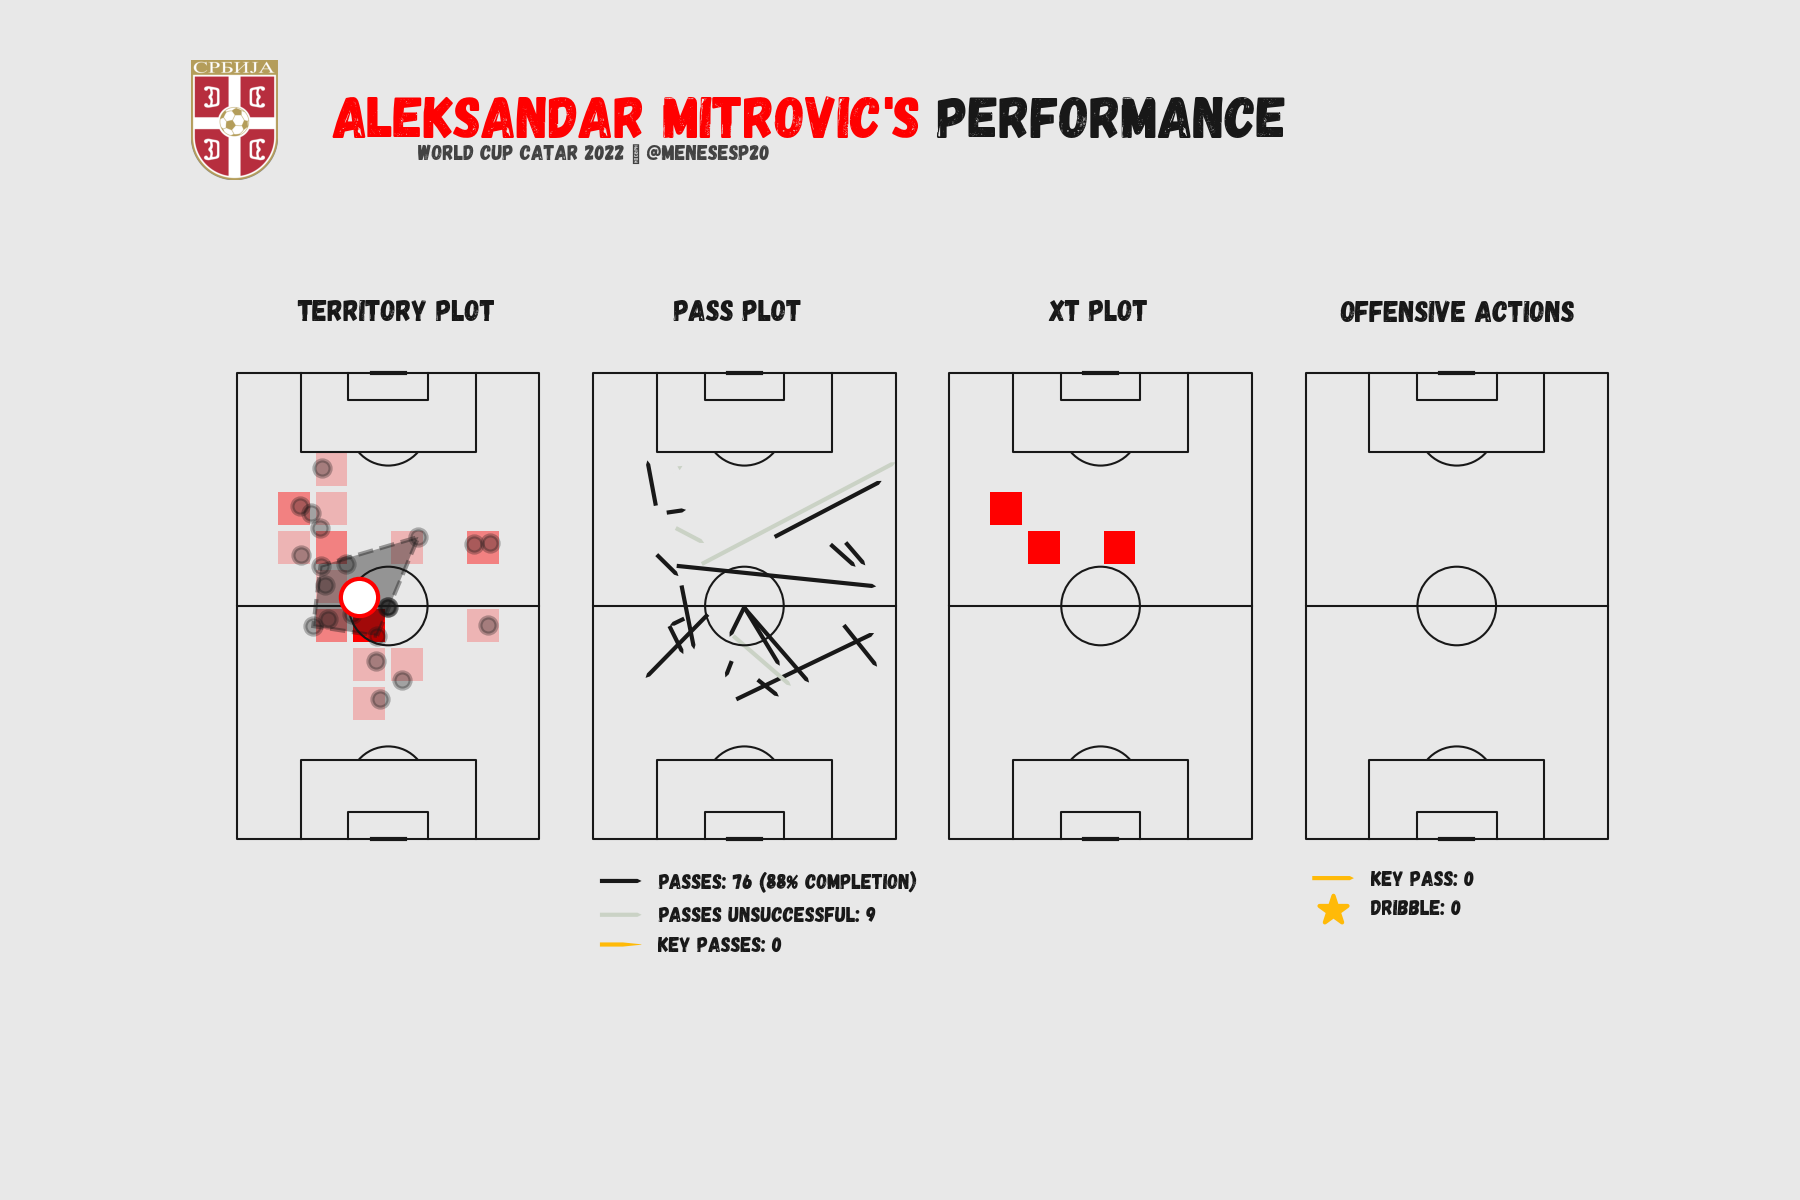 СРБИЈА
ALEKSANDAR MITROVIC'S PERFORMANCE
WORLD CUP CATAR 2022 @MENESESP20
TERRITORY PLOT
PASS PLOT
XT PLOT
OFFENSIVE ACTIONS
PASSES: 76 (88% COMPLETION)
PASSES UNSUCCESSFUL: 9
KEY PASSES: 0
KEY PASS: 0
DRIBBLE: 0